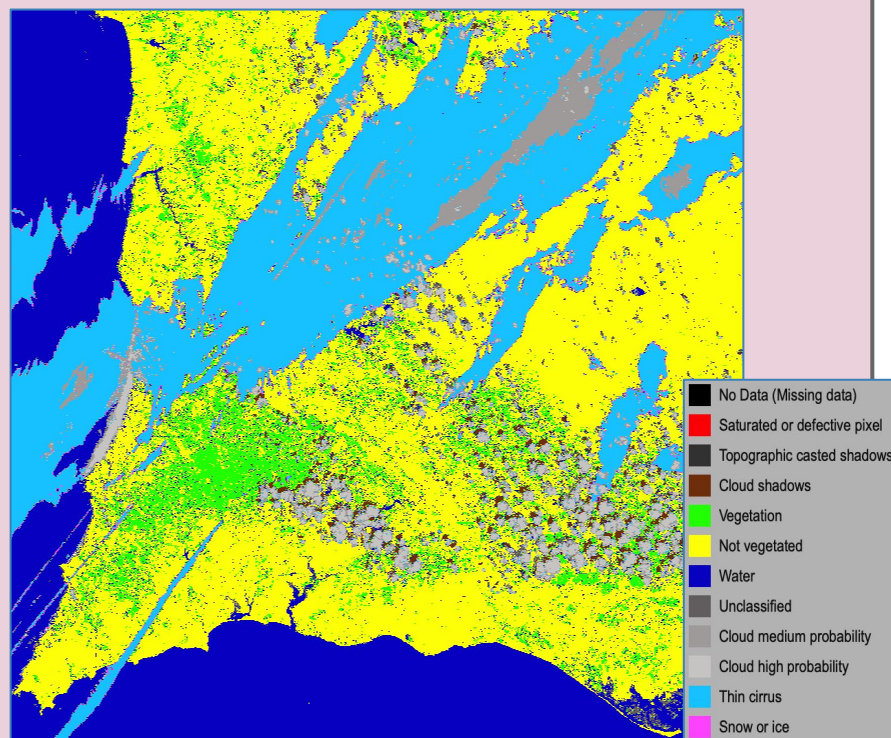 No Data (Missing data)
Saturated or defective pixel
Topographic casted shadows
Cloud shadows
Vegetation
Not vegetated
Water
Unclassified
Cloud medium probability
Cloud high probability
Thin cirrus
Snow or ice